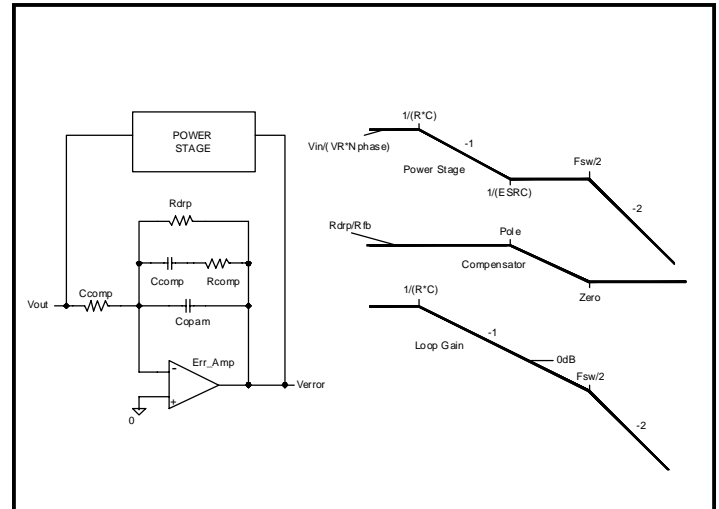 POWER
STAGE
Rdrp
Ccomp
Rcomp
Ccomp
Vout
Copam
Err_Amp
-
+
0
Verror
1/(R*C)
Vin/(VR*Nphase)
-1
Power Stage
Fsw/2
1/(ESRC)
-2
Rdrp/Rfb
Pole
Compensator
Zero
1/(R*C)
-1
Loop Gain
0dB
Fsw/2
-2